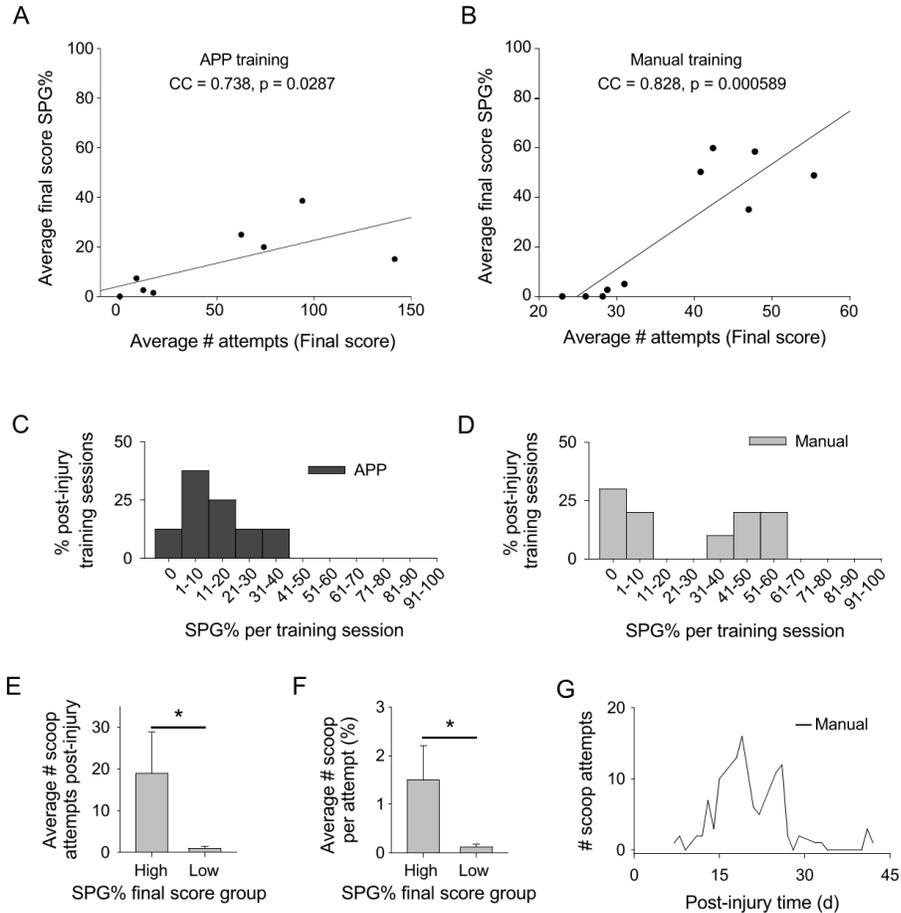 A
APP training
CC = 0.738, p = 0.0287
Average final score SPG%
100
80
60
40
20
0
0 50 100 150
Average # attempts (Final score)
B
Manual training
CC = 0.828, p = 0.000589
Average final score SPG%
100
80
60
40
20
0
20 30 40 50 60
Average # attempts (Final score)
C
APP
% post-injury
training sessions
50
25
0
0 1-10 11-20 21-30 31-40 41-50 51-60 61-70 71-80 81-90 91-100
SPG% per training session
D
Manual
% post-injury
training sessions
50
25
0
0 1-10 11-20 21-30 31-40 41-50 51-60 61-70 71-80 81-90 91-100
SPG% per training session
E
Average # scoop
attempts post-injury
30
20
10
0
*
High Low
SPG% final score group
F
Average # scoop
per attempt (%)
3
2
1
0
*
High Low
SPG% final score group
G
Manual
# scoop attempts
20
10
0
0 15 30 45
Post-injury time (d)